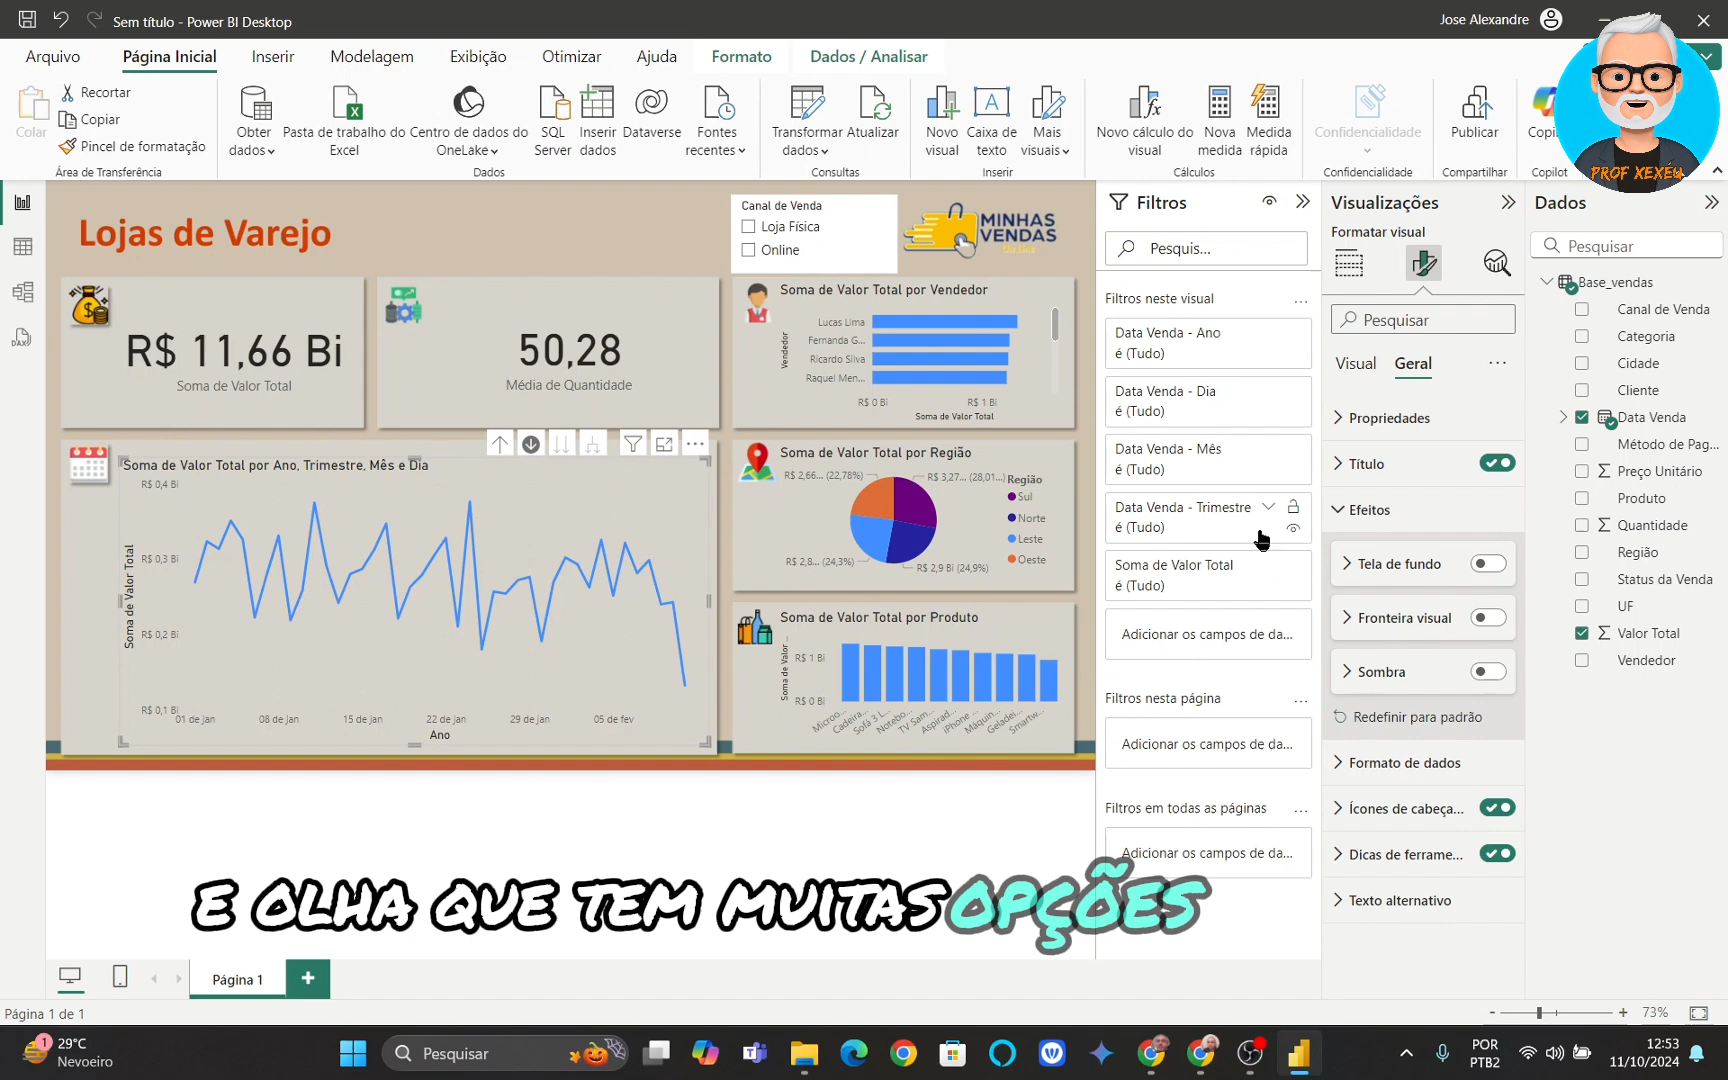 Sem título - Power BI Desktop
Jose Alexandre
Arquivo
Página Inicial
Inserir
Modelagem
Exibição
Otimizar
Ajuda
Formato
Dados / Analisar
Colar
Recortar
Copiar
Pincel de formatação
Área de Transferência
Obter dados
Pasta de trabalho do Excel
Centro de dados do OneLake
SQL Server
Inserir dados
Dataverse
Fontes recentes
Dados
Transformar dados
Atualizar
Consultas
Novo visual
Caixa de texto
Mais visuais
Inserir
Novo cálculo do visual
Nova medida
Medida rápida
Cálculos
Confidencialidade
Confidencialidade
Publicar
Compartilhar
Copilot
PROF XEXÉU
Lojas de Varejo
Canal de Venda
Loja Física
Online
MINHAS
VENDAS
R$ 11,66 Bi
Soma de Valor Total
50,28
Média de Quantidade
Soma de Valor Total por Vendedor
Vendedor
Lucas Lima
Fernanda G...
Ricardo Silva
Raquel Men...
R$ 0 Bi
R$ 1 Bi
Soma de Valor Total
Soma de Valor Total por Ano, Trimestre, Mês e Dia
Soma de Valor Total
R$ 0,4 Bi
R$ 0,3 Bi
R$ 0,2 Bi
R$ 0,1 Bi
01 de jan
08 de jan
15 de jan
22 de jan
29 de jan
05 de fev
Ano
Soma de Valor Total por Região
R$ 2,66... (22,78%)
R$ 3,27... (28,01...)
R$ 2,8... (24,3%)
R$ 2,9 Bi (24,9%)
Região
Sul
Norte
Leste
Oeste
Soma de Valor Total por Produto
Soma de Valor ...
R$ 1 Bi
R$ 0 Bi
Microo...
Cadeira...
Sofá 3 L...
Notebo...
TV Sam...
Aspirad...
iPhone ...
Máquin...
Geladei...
Smartw...
Filtros
Pesquis...
Filtros neste visual
Data Venda - Ano
é (Tudo)
Data Venda - Dia
é (Tudo)
Data Venda - Mês
é (Tudo)
Data Venda - Trimestre
é (Tudo)
Soma de Valor Total
é (Tudo)
Adicionar os campos de da...
Filtros nesta página
Adicionar os campos de da...
Filtros em todas as páginas
Adicionar os campos de da...
Visualizações
Formatar visual
Pesquisar
Visual
Geral
Propriedades
Título
Efeitos
Tela de fundo
Fronteira visual
Sombra
Redefinir para padrão
Formato de dados
Ícones de cabeça...
Dicas de ferrame...
Texto alternativo
Dados
Pesquisar
Base_vendas
Canal de Venda
Categoria
Cidade
Cliente
Data Venda
Método de Pag...
Preço Unitário
Produto
Quantidade
Região
Status da Venda
UF
Valor Total
Vendedor
E OLHA QUE TEM MUITAS OPÇÕES
Página 1
Página 1 de 1
73%
1
29°C
Nevoeiro
Pesquisar
POR
PTB2
12:53
11/10/2024